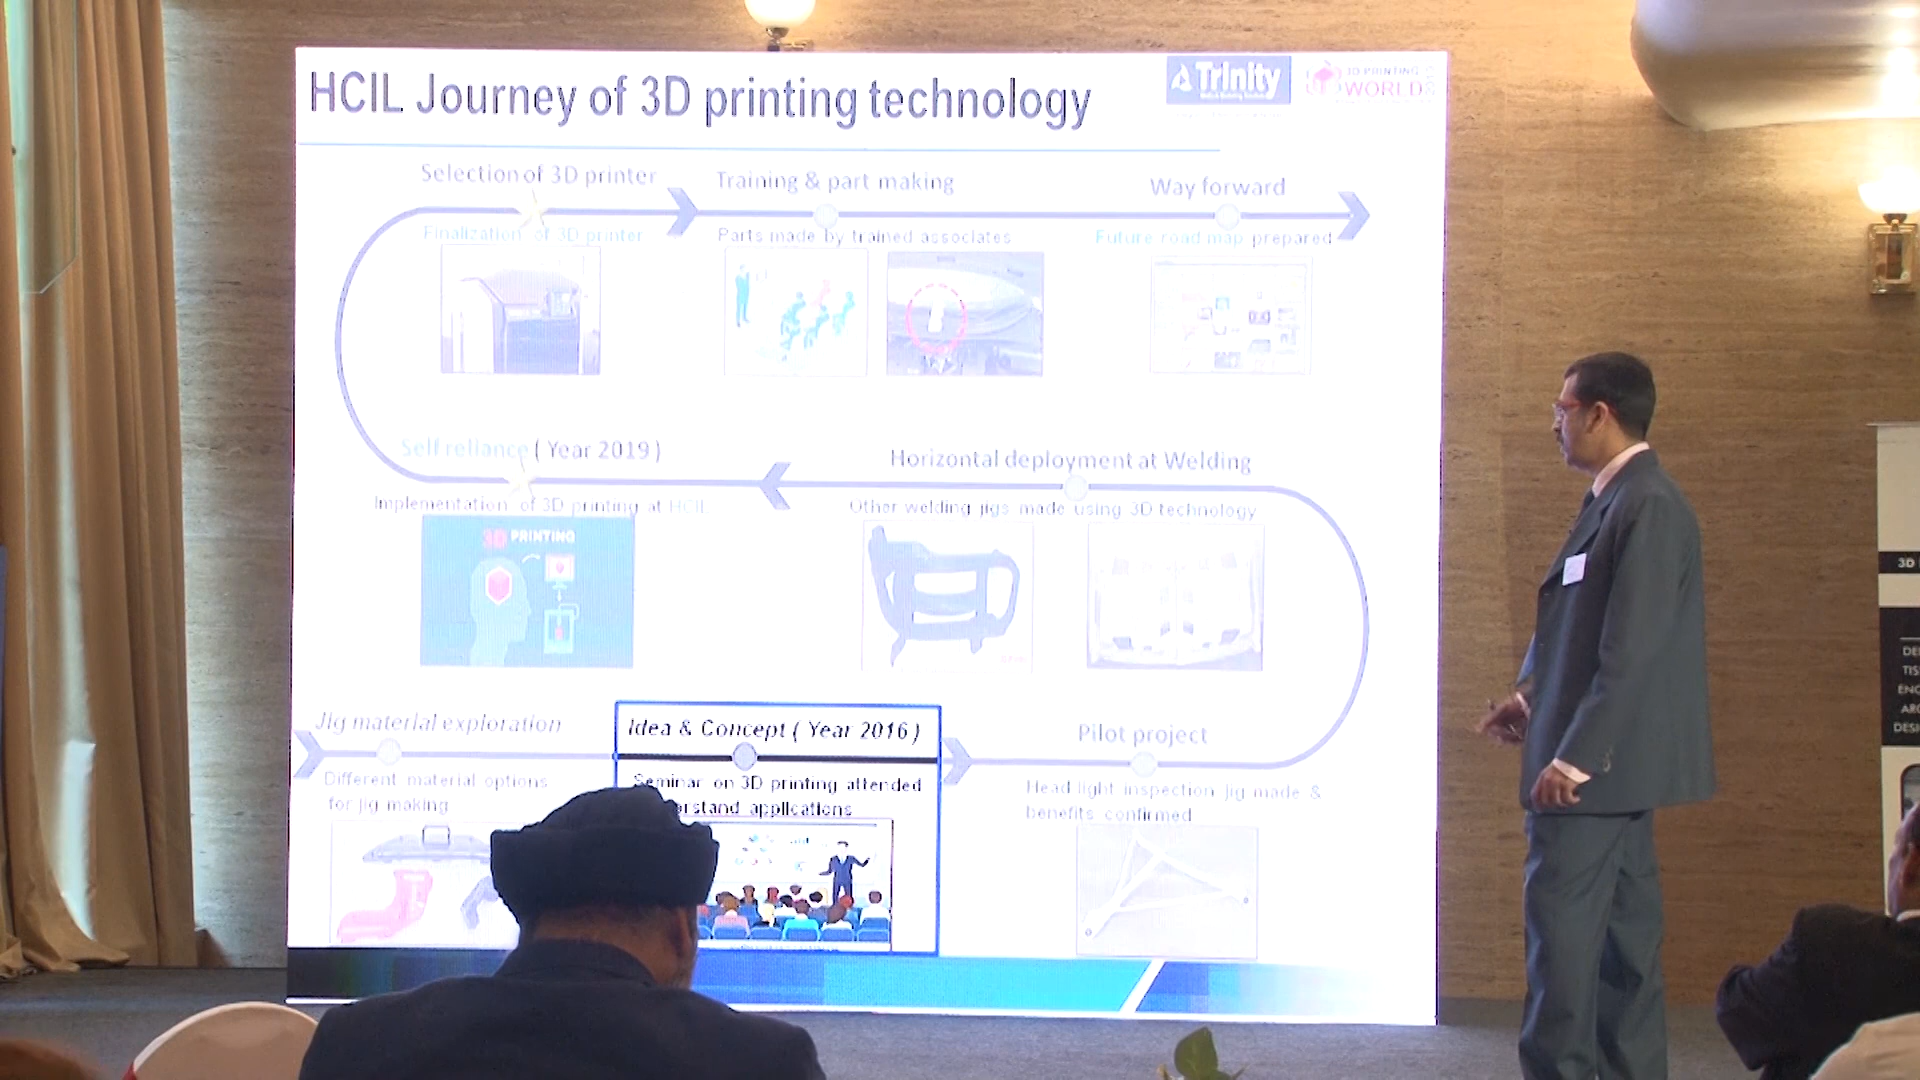 HCIL Journey of 3D printing technology
Trinity
3D PRINTING
WORLD
Selection of 3D printer
Training & part making
Way forward
Finalization of 3D printer
Parts made by trained associates
Future road map prepared
Self reliance ( Year 2019 )
Horizontal deployment at Welding
Implementation of 3D printing at HCIL
Other welding jigs made using 3D technology
3D PRINTING
Jig material exploration
Idea & Concept ( Year 2016 )
Pilot project
Different material options
for jig making
Seminar on 3D printing attended
applications
Head light inspection jig made &
benefits confirmed
3D